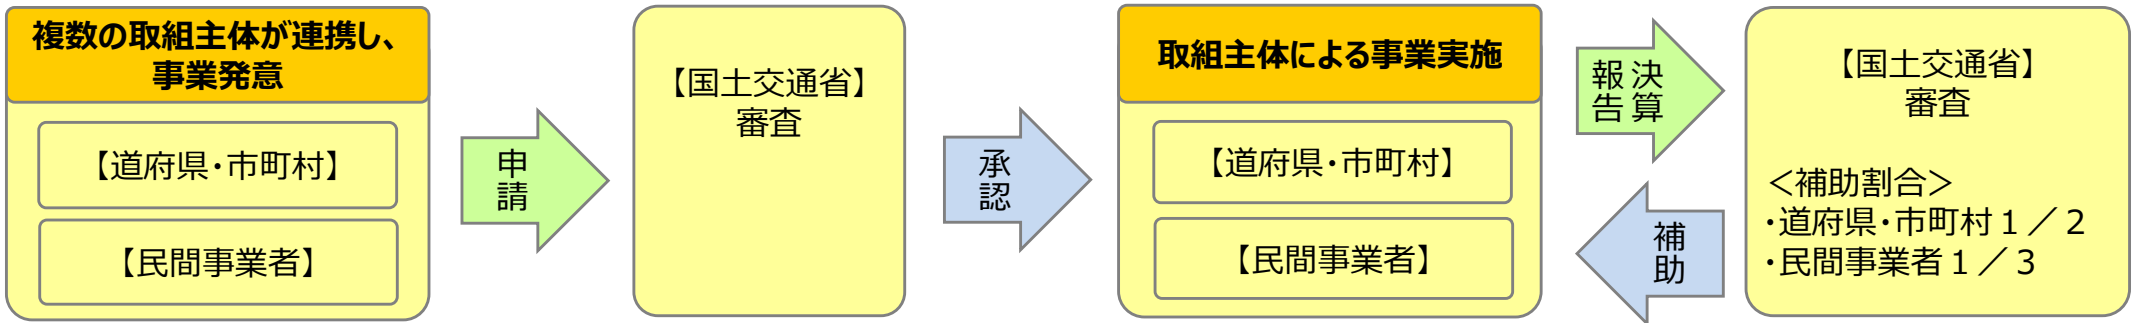 複数の取組主体が連携し、
事業発意
【道府県・市町村】
【民間事業者】
申請
【国土交通省】
審査
承認
取組主体による事業実施
【道府県・市町村】
【民間事業者】
決算
報告
補助
【国土交通省】
審査
＜補助割合＞
・道府県・市町村１／２
・民間事業者１／３